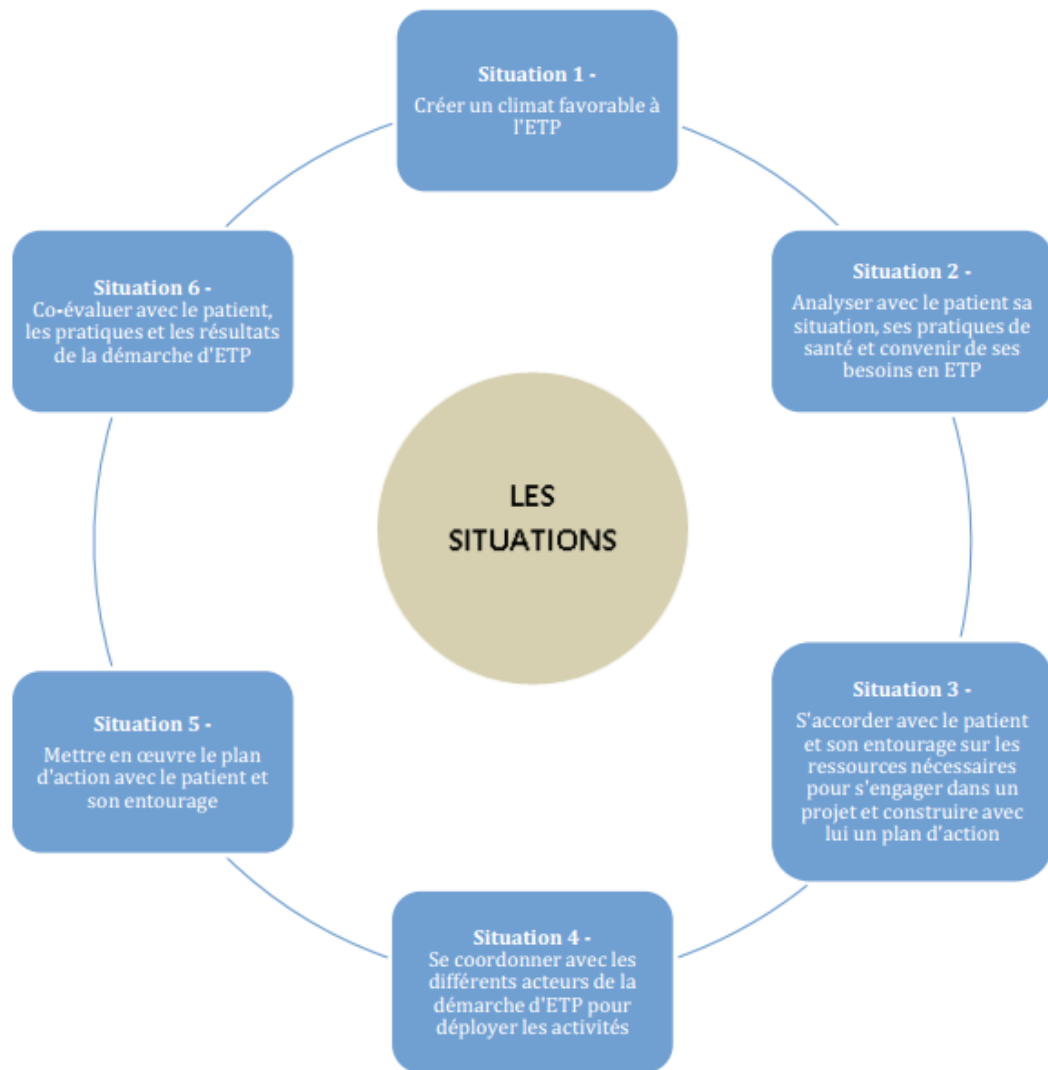 Situation 1 -
Créer un climat favorable à
l'ETP
Situation 2 -
Analyser avec le patient sa
situation, ses pratiques de
santé et convenir de ses
besoins en ETP
Situation 3 -
S'accorder avec le patient
et son entourage sur les
ressources nécessaires
pour s'engager dans un
projet et construire avec
lui un plan d'action
Situation 4 -
Se coordonner avec les
différents acteurs de la
démarche d'ETP pour
déployer les activités
Situation 5 -
Mettre en œuvre le plan
d'action avec le patient et
son entourage
Situation 6 -
Co-évaluer avec le patient,
les pratiques et les résultats
de la démarche d'ETP
LES
SITUATIONS